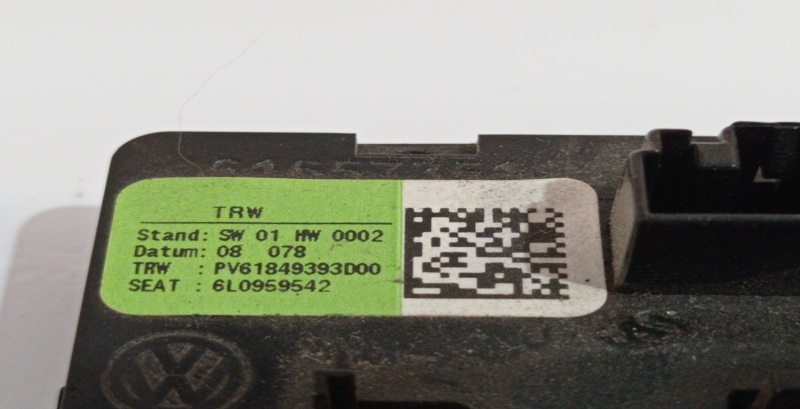 TRW
Stand: SW 01 HW 0002
Datum: 08 078
TRW : PV61849393D00
SEAT : 6L0959542